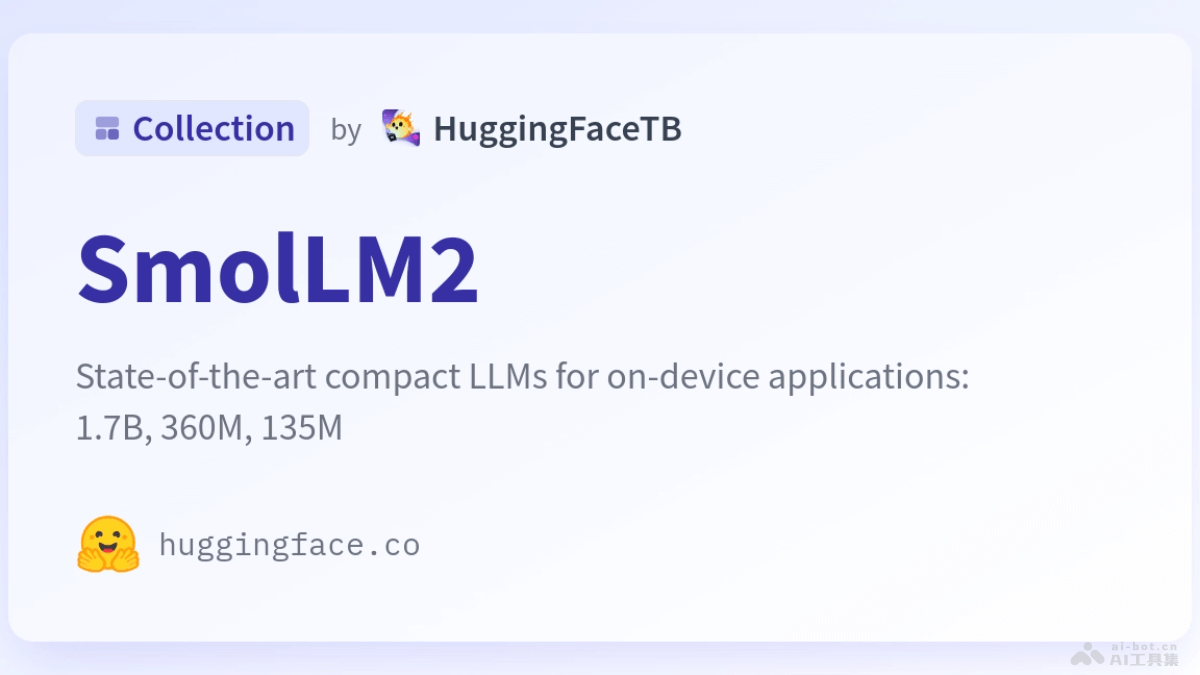 Collection by HuggingFaceTB
SmolLM2
State-of-the-art compact LLMs for on-device applications:
1.7B, 360M, 135M
huggingface.co
ai-bot.cn
AI工具集